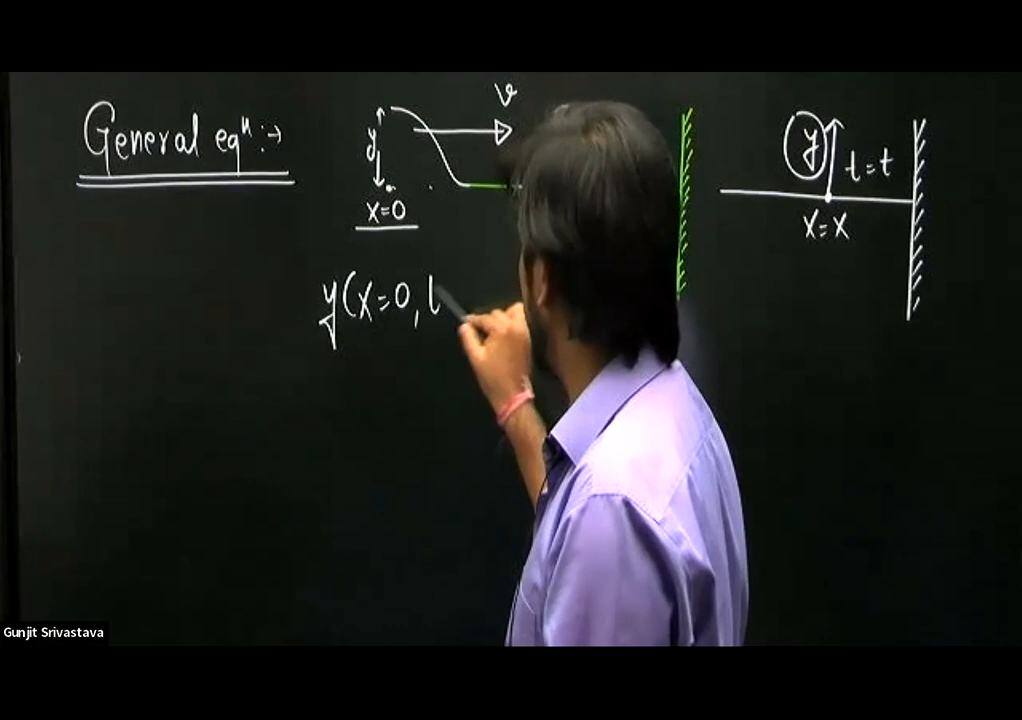 General eqⁿ :→
v
y
x=0
y(x=0, t
y
t=t
x=x
Gunjit Srivastava